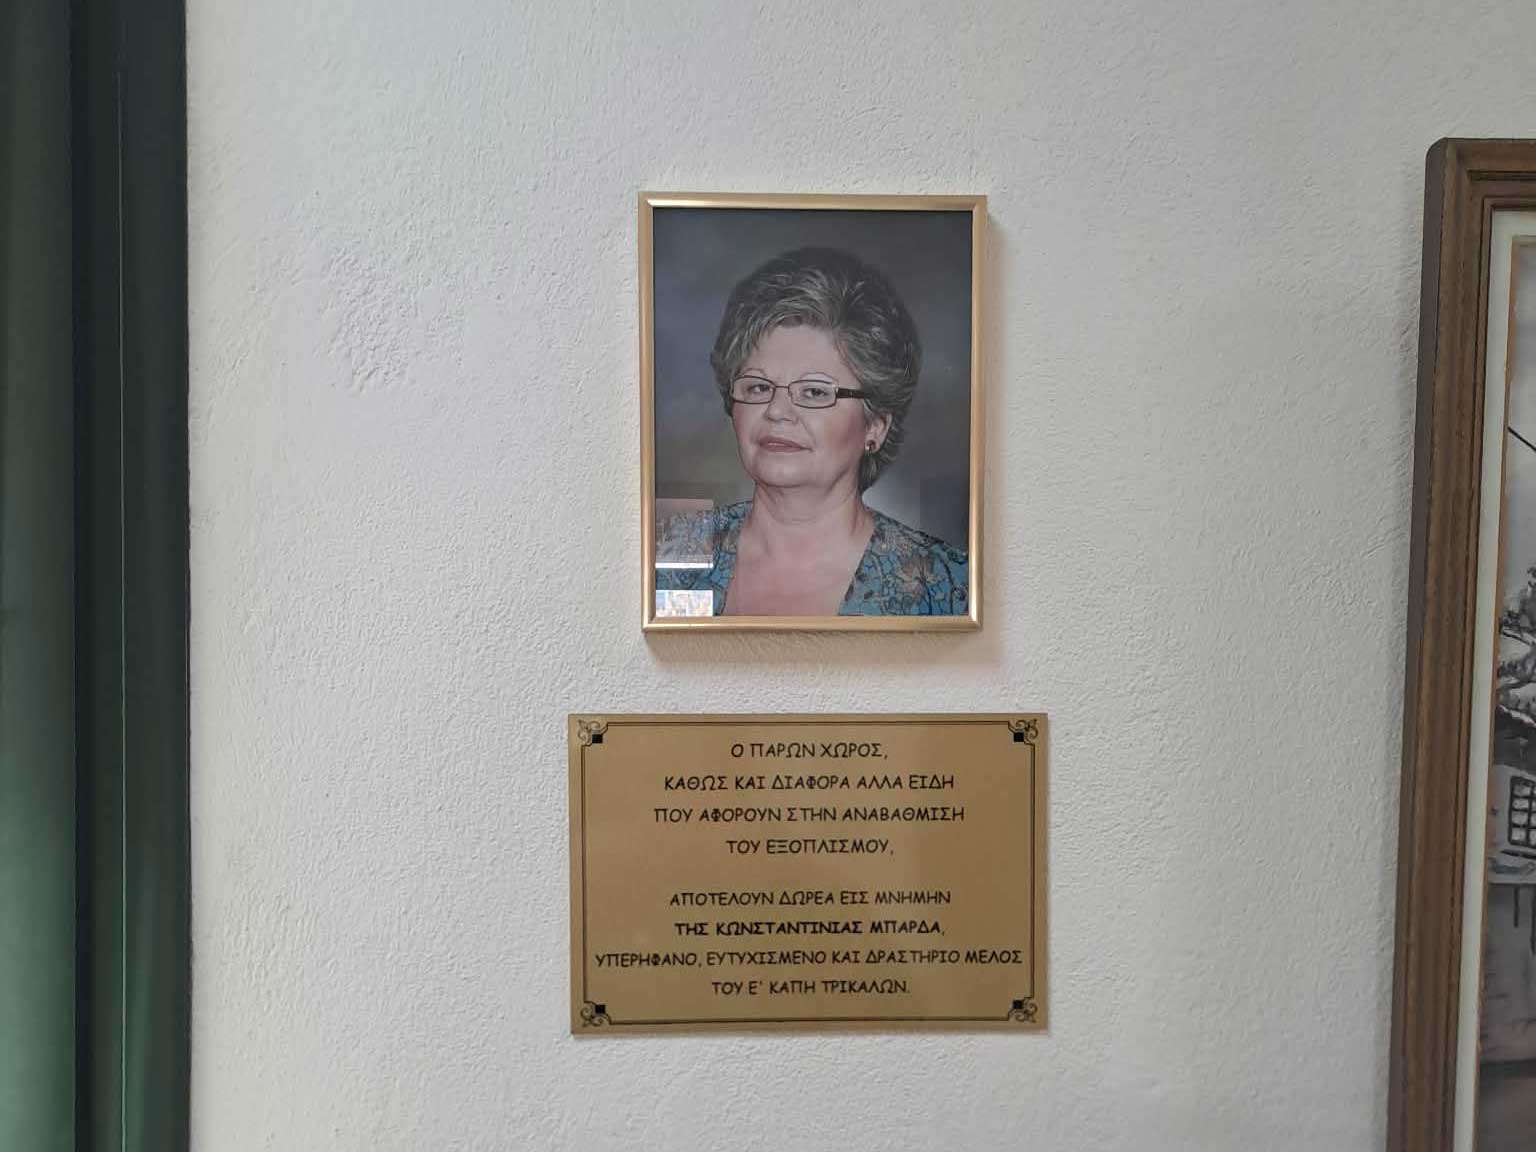 Ο ΠΑΡΩΝ ΧΩΡΟΣ,
ΚΑΘΩΣ ΚΑΙ ΔΙΑΦΟΡΑ ΑΛΛΑ ΕΙΔΗ
ΠΟΥ ΑΦΟΡΟΥΝ ΣΤΗΝ ΑΝΑΒΑΘΜΙΣΗ
ΤΟΥ ΕΞΟΠΛΙΣΜΟΥ,
ΑΠΟΤΕΛΟΥΝ ΔΩΡΕΑ ΕΙΣ ΜΝΗΜΗΝ
ΤΗΣ ΚΩΝΣΤΑΝΤΙΝΙΑΣ ΜΠΑΡΔΑ,
ΥΠΕΡΗΦΑΝΟ, ΕΥΤΥΧΙΣΜΕΝΟ ΚΑΙ ΔΡΑΣΤΗΡΙΟ ΜΕΛΟΣ
ΤΟΥ Ε' ΚΑΠΗ ΤΡΙΚΑΛΩΝ.